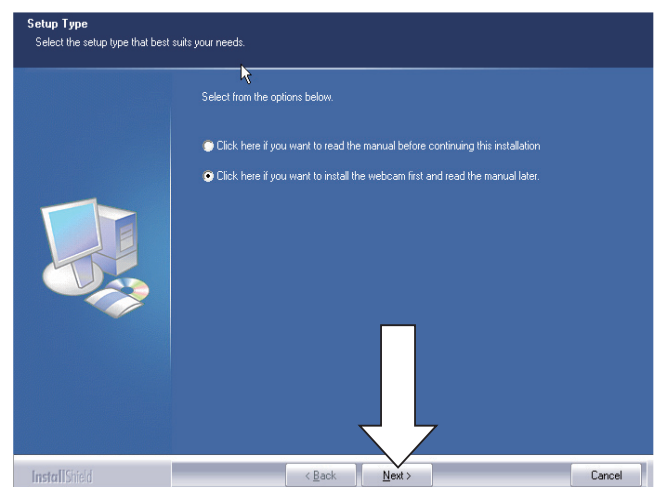 Setup Type
Select the setup type that best suits your needs.
Select from the options below.
Click here if you want to read the manual before continuing this installation
Click here if you want to install the webcam first and read the manual later.
InstallShield
< Back
Next >
Cancel